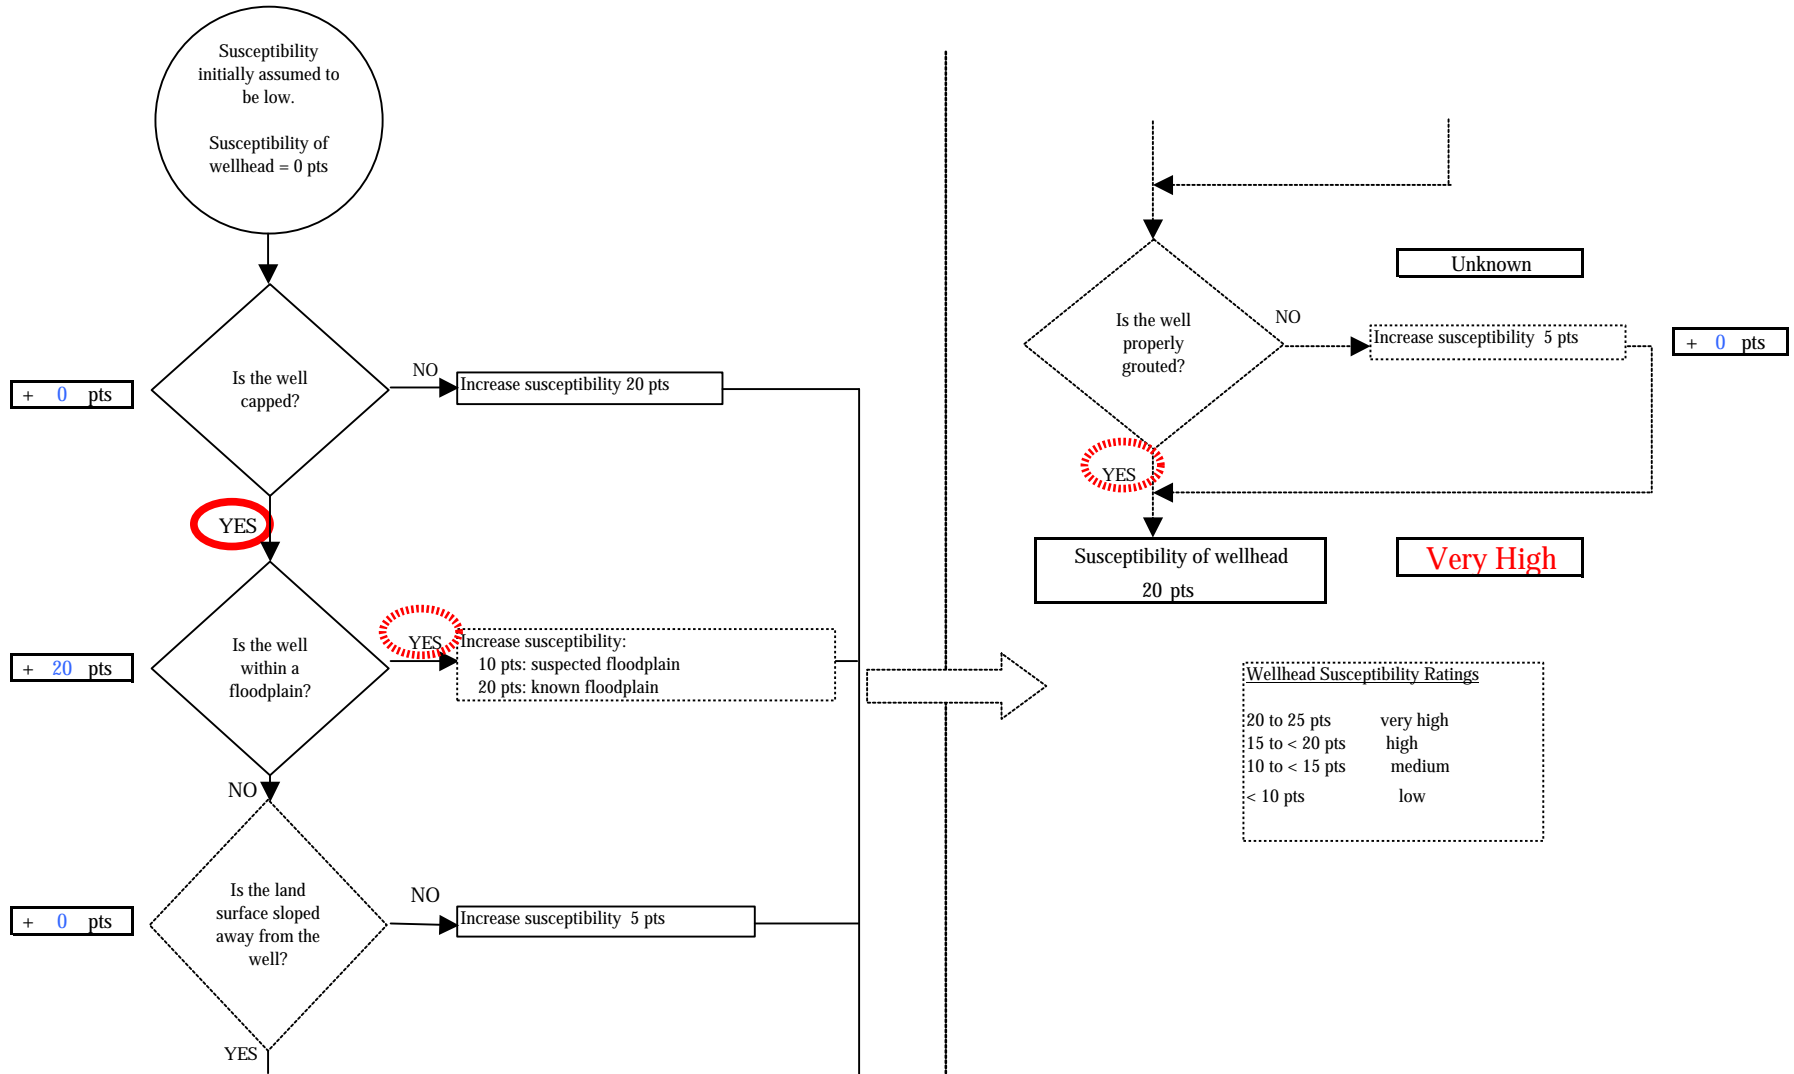 Susceptibility
initially assumed to
be low.
Susceptibility of
wellhead = 0 pts
Is the well
capped?
NO
Increase susceptibility 20 pts
+ 0 pts
YES
Is the well
within a
floodplain?
YES
Increase susceptibility:
10 pts: suspected floodplain
20 pts: known floodplain
+ 20 pts
NO
Is the land
surface sloped
away from the
well?
NO
Increase susceptibility 5 pts
+ 0 pts
YES
Unknown
Is the well
properly
grouted?
NO
Increase susceptibility 5 pts
+ 0 pts
YES
Susceptibility of wellhead
20 pts
Very High
Wellhead Susceptibility Ratings
20 to 25 pts very high
15 to < 20 pts high
10 to < 15 pts medium
< 10 pts low